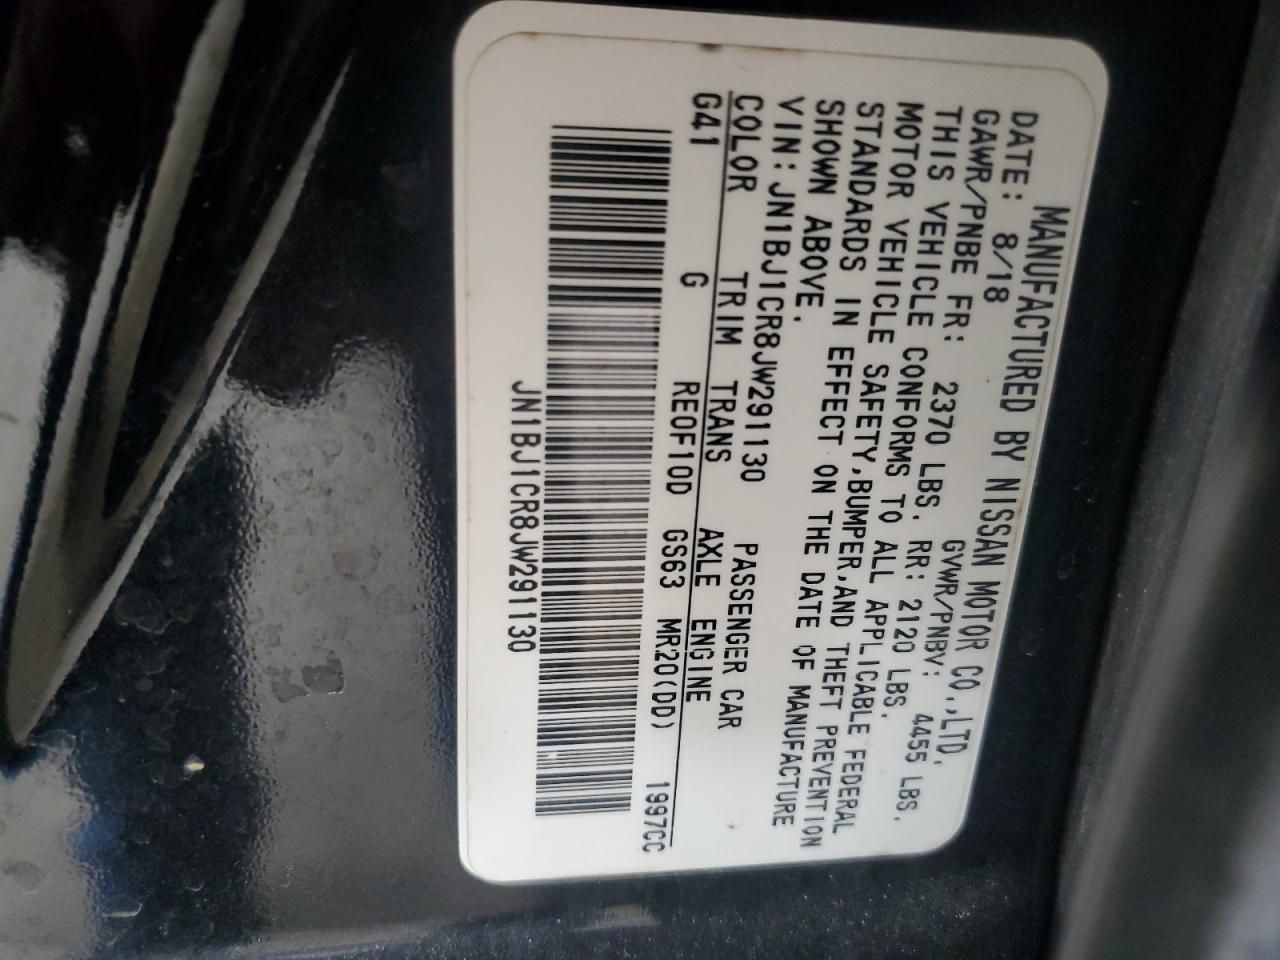 MANUFACTURED BY NISSAN MOTOR CO.,LTD.
DATE: 8/18 GVWR/PNBV: 4455 LBS.
GAWR/PNBE FR: 2370 LBS. RR: 2120 LBS.
THIS VEHICLE CONFORMS TO ALL APPLICABLE FEDERAL
MOTOR VEHICLE SAFETY,BUMPER,AND THEFT PREVENTION
STANDARDS IN EFFECT ON THE DATE OF MANUFACTURE
SHOWN ABOVE.
VIN: JN1BJ1CR8JW291130 PASSENGER CAR
COLOR TRIM TRANS AXLE ENGINE
G41 G RE0F10D GS63 MR20(DD) 1997CC
JN1BJ1CR8JW291130